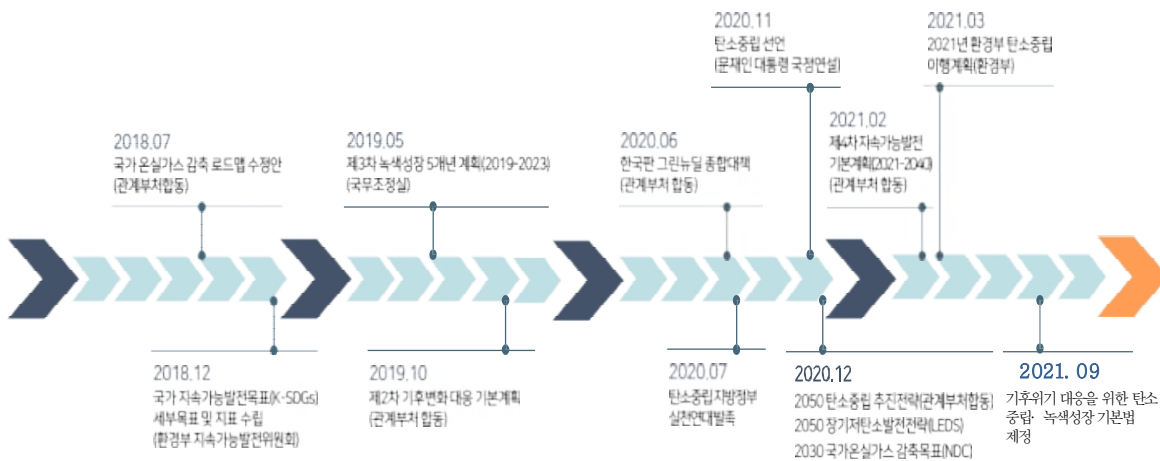 2018.07
국가 온실가스 감축 로드맵 수정안
(관계부처합동)
2018.12
국가 지속가능발전목표(K-SDGs)
세부목표 및 지표 수립
(환경부 지속가능발전위원회)
2019.05
제3차 녹색성장 5개년 계획(2019-2023)
(국무조정실)
2019.10
제2차 기후변화 대응 기본계획
(관계부처 합동)
2020.06
한국판 그린뉴딜 종합대책
(관계부처 합동)
2020.07
탄소중립지방정부
실천연대발족
2020.11
탄소중립 선언
(문재인 대통령 국정연설)
2020.12
2050 탄소중립 추진전략(관계부처합동)
2050 장기저탄소발전전략(LEDS)
2030 국가온실가스 감축목표(NDC)
2021.02
제4차 지속가능발전
기본계획(2021-2040)
(관계부처 합동)
2021.03
2021년 환경부 탄소중립
이행계획(환경부)
2021. 09
기후위기 대응을 위한 탄소
중립· 녹색성장 기본법
제정